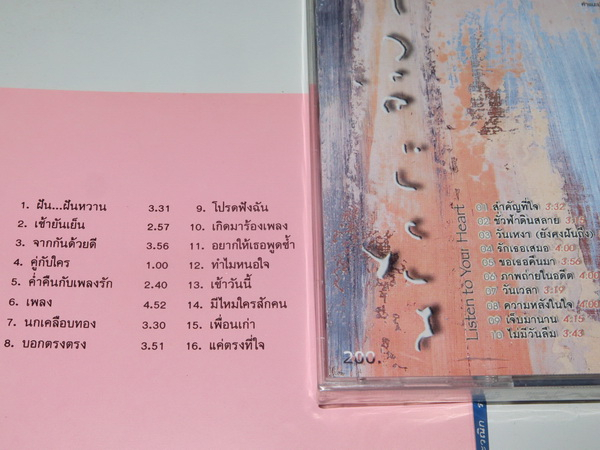 1. ฝัน...ฝันหวาน 3.31
2. เช้ายันเย็น 2.57
3. จากกันด้วยดี 3.56
4. คู่กับใคร 1.00
5. ค่ำคืนกับเพลงรัก 2.40
6. เพลง 4.52
7. นกเคลือบทอง 3.30
8. บอกตรงตรง 3.51
9. โปรดฟังฉัน
10. เกิดมาร้องเพลง
11. อยากให้เธอพูดซ้ำ
12. ทำไมหนอใจ
13. เช้าวันนี้
14. มีไหมใครสักคน
15. เพื่อนเก่า
16. แค่ตรงที่ใจ
Listen to Your Heart
01 สำคัญที่ใจ 3:32
02 ชั่วฟ้าดินสลาย
03 วันเหงา (ยังคงฝันถึง)
04 รักเธอเสมอ 4:00
05 ขอเธอคืนมา 3:56
06 ภาพถ่ายในอดีต 4:00
07 วันเวลา 3:19
08 ความหลังในใจ 4:00
09 เจ็บมานาน 4:15
10 ไม่มีวันลืม 3:43
200.